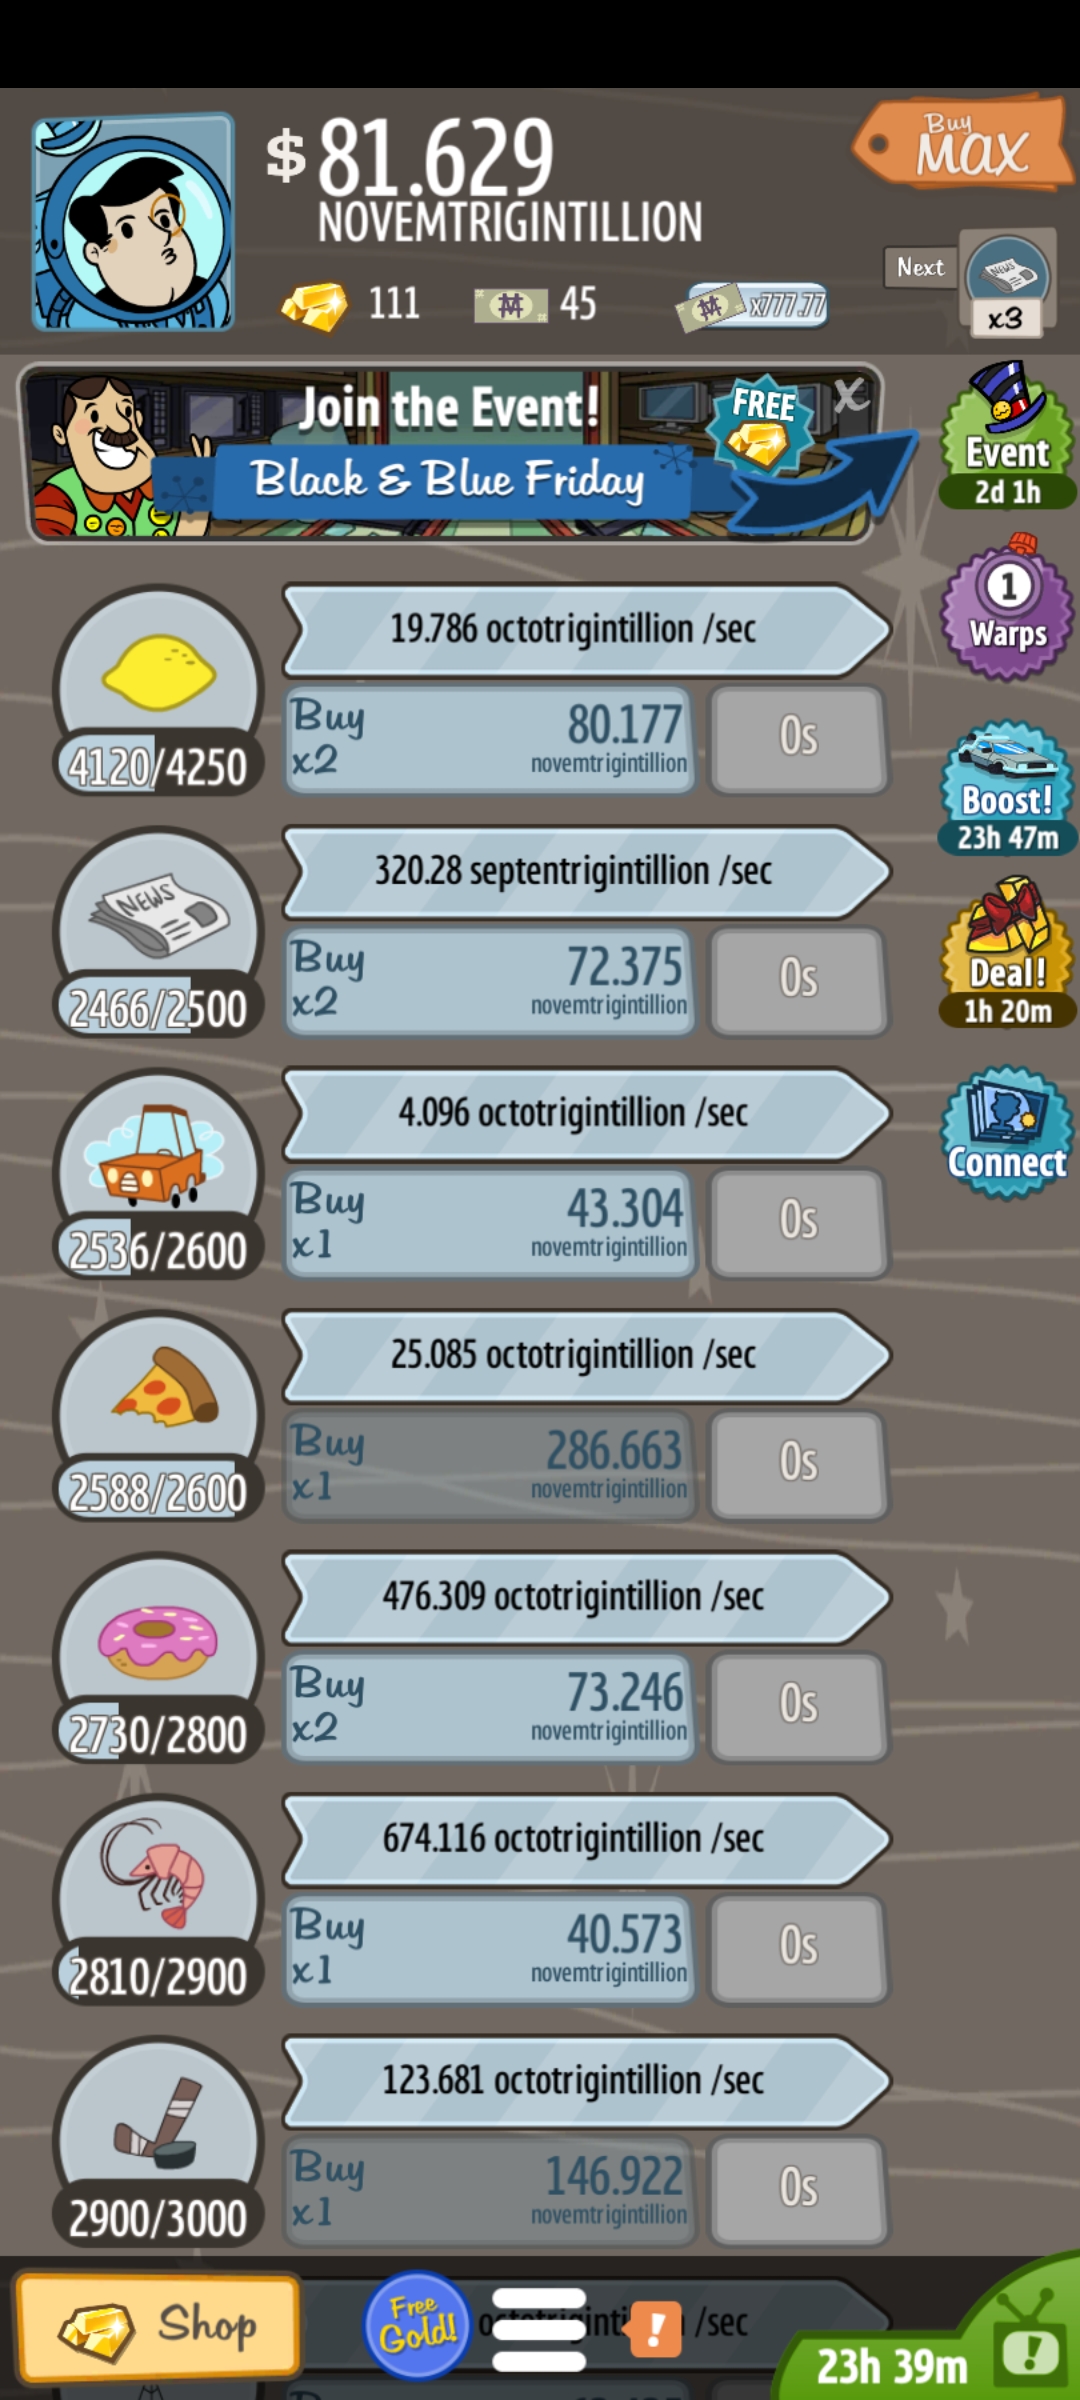 $ 81.629
NOVEMTRIGINTILLION
Buy
MAX
111
45
x777.77
Next
NEWS
x3
Join the Event!
Black & Blue Friday
FREE
X
Event
2d 1h
1
Warps
Boost!
23h 47m
Deal!
1h 20m
Connect
19.786 octotrigintillion /sec
4120/4250
Buy
x2
80.177
novemtrigintillion
0s
NEWS
320.28 septentrigintillion /sec
2466/2500
Buy
x2
72.375
novemtrigintillion
0s
4.096 octotrigintillion /sec
2536/2600
Buy
x1
43.304
novemtrigintillion
0s
25.085 octotrigintillion /sec
2588/2600
Buy
x1
286.663
novemtrigintillion
0s
476.309 octotrigintillion /sec
2730/2800
Buy
x2
73.246
novemtrigintillion
0s
674.116 octotrigintillion /sec
2810/2900
Buy
x1
40.573
novemtrigintillion
0s
123.681 octotrigintillion /sec
2900/3000
Buy
x1
146.922
novemtrigintillion
0s
Shop
Free
Gold!
!
/sec
23h 39m
!